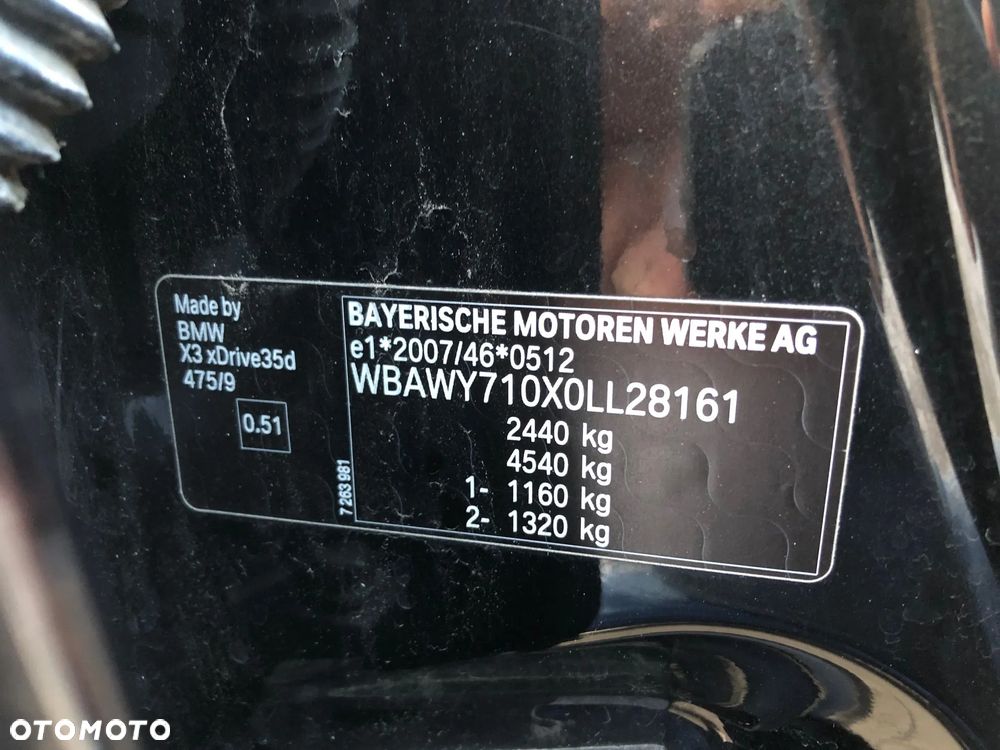 Made by
BMW
X3 xDrive35d
475/9
0.51
7 263 981
BAYERISCHE MOTOREN WERKE AG
e1*2007/46*0512
WBAWY710X0LL28161
2440 kg
4540 kg
1- 1160 kg
2- 1320 kg
OTOMOTO